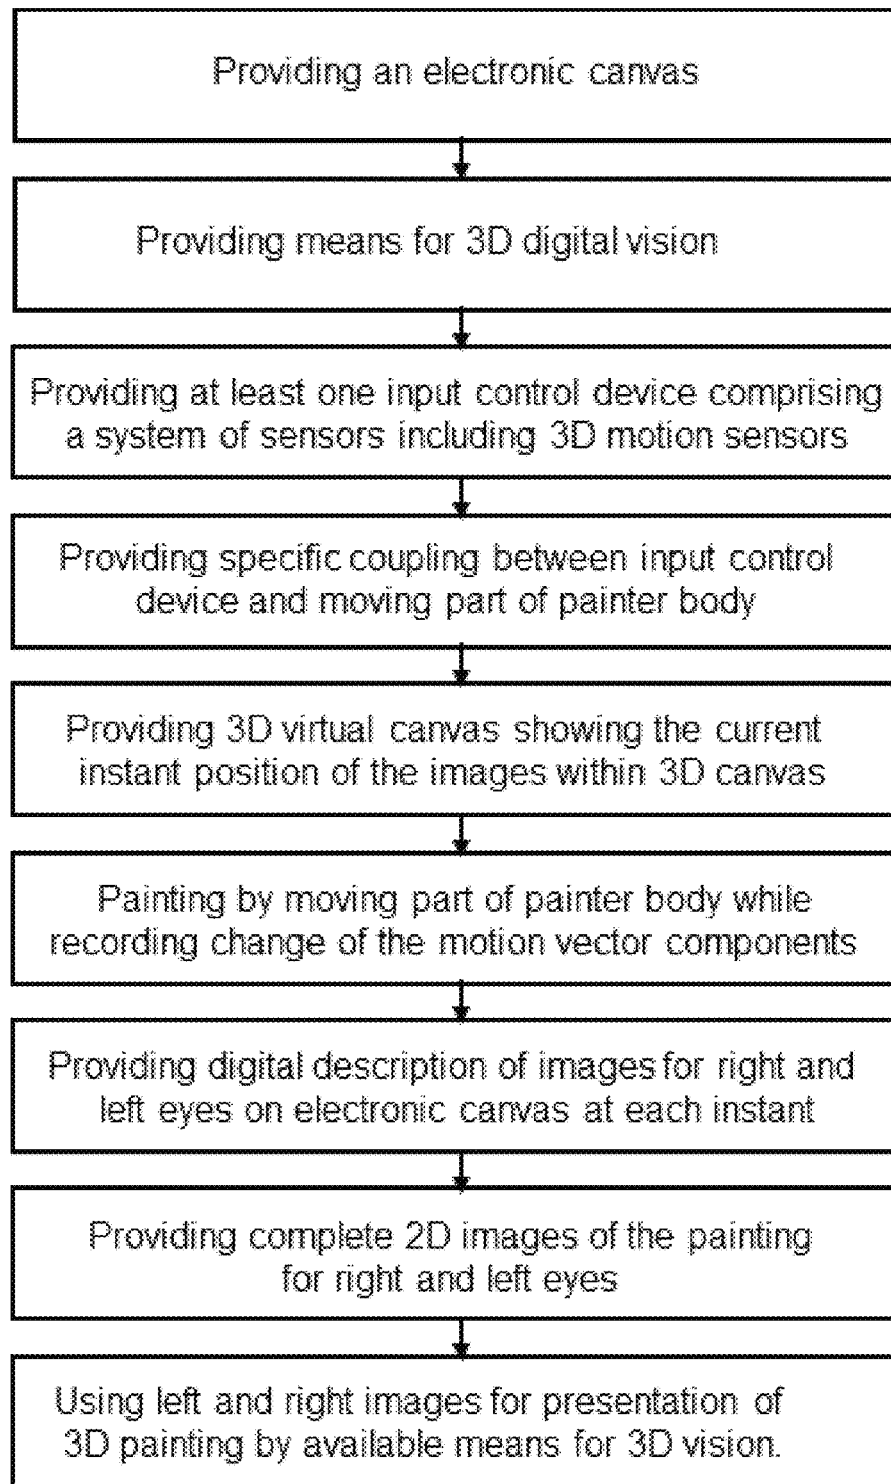 Providing an electronic canvas
Providing means for 3D digital vision
Providing at least one input control device comprising
a system of sensors including 3D motion sensors
Providing specific coupling between input control
device and moving part of painter body
Providing 3D virtual canvas showing the current
instant position of the images within 3D canvas
Painting by moving part of painter body while
recording change of the motion vector components
Providing digital description of images for right and
left eyes on electronic canvas at each instant
Providing complete 2D images of the painting
for right and left eyes
Using left and right images for presentation of
3D painting by available means for 3D vision.